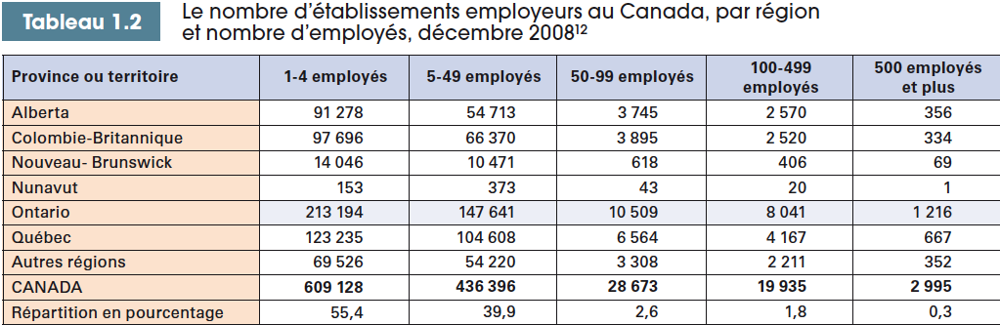 Tableau 1.2
Le nombre d'établissements employeurs au Canada, par région
et nombre d'employés, décembre 2008¹²
Province ou territoire 1-4 employés 5-49 employés 50-99 employés 100-499 employés 500 employés et plus
Alberta 91 278 54 713 3 745 2 570 356
Colombie-Britannique 97 696 66 370 3 895 2 520 334
Nouveau- Brunswick 14 046 10 471 618 406 69
Nunavut 153 373 43 20 1
Ontario 213 194 147 641 10 509 8 041 1 216
Québec 123 235 104 608 6 564 4 167 667
Autres régions 69 526 54 220 3 308 2 211 352
CANADA 609 128 436 396 28 673 19 935 2 995
Répartition en pourcentage 55,4 39,9 2,6 1,8 0,3